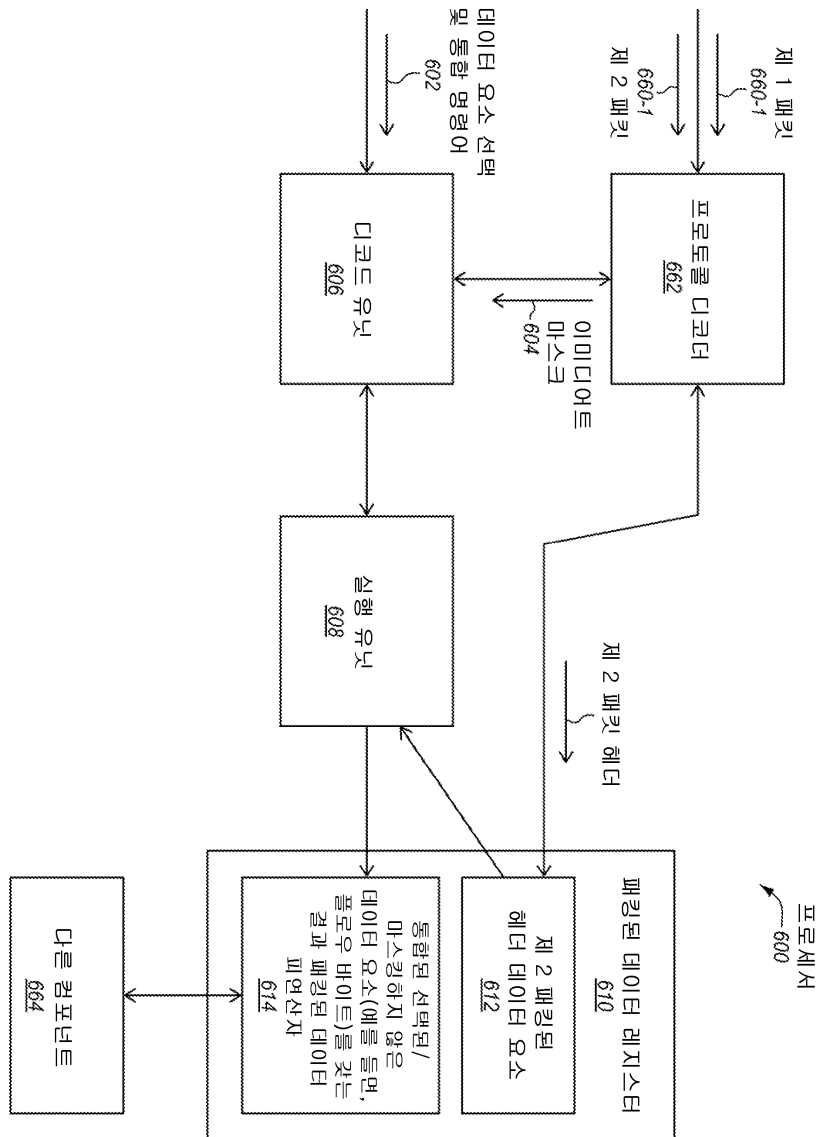 프로세서
600
제 1 패킷
660-1
660-1
제 2 패킷
프로토콜 디코더
662
제 2 패킷 헤더
이미디어트
마스크
604
데이터 요소 선택
및 통합 명령어
602
디코드 유닛
606
실행 유닛
608
패킹된 데이터 레지스터
610
제 2 패킹된
헤더 데이터 요소
612
통합된 선택된/
마스킹하지 않은
데이터 요소(예를 들면,
플로우 바이트)를 갖는
결과 패킹된 데이터
피연산자
614
다른 컴포넌트
664